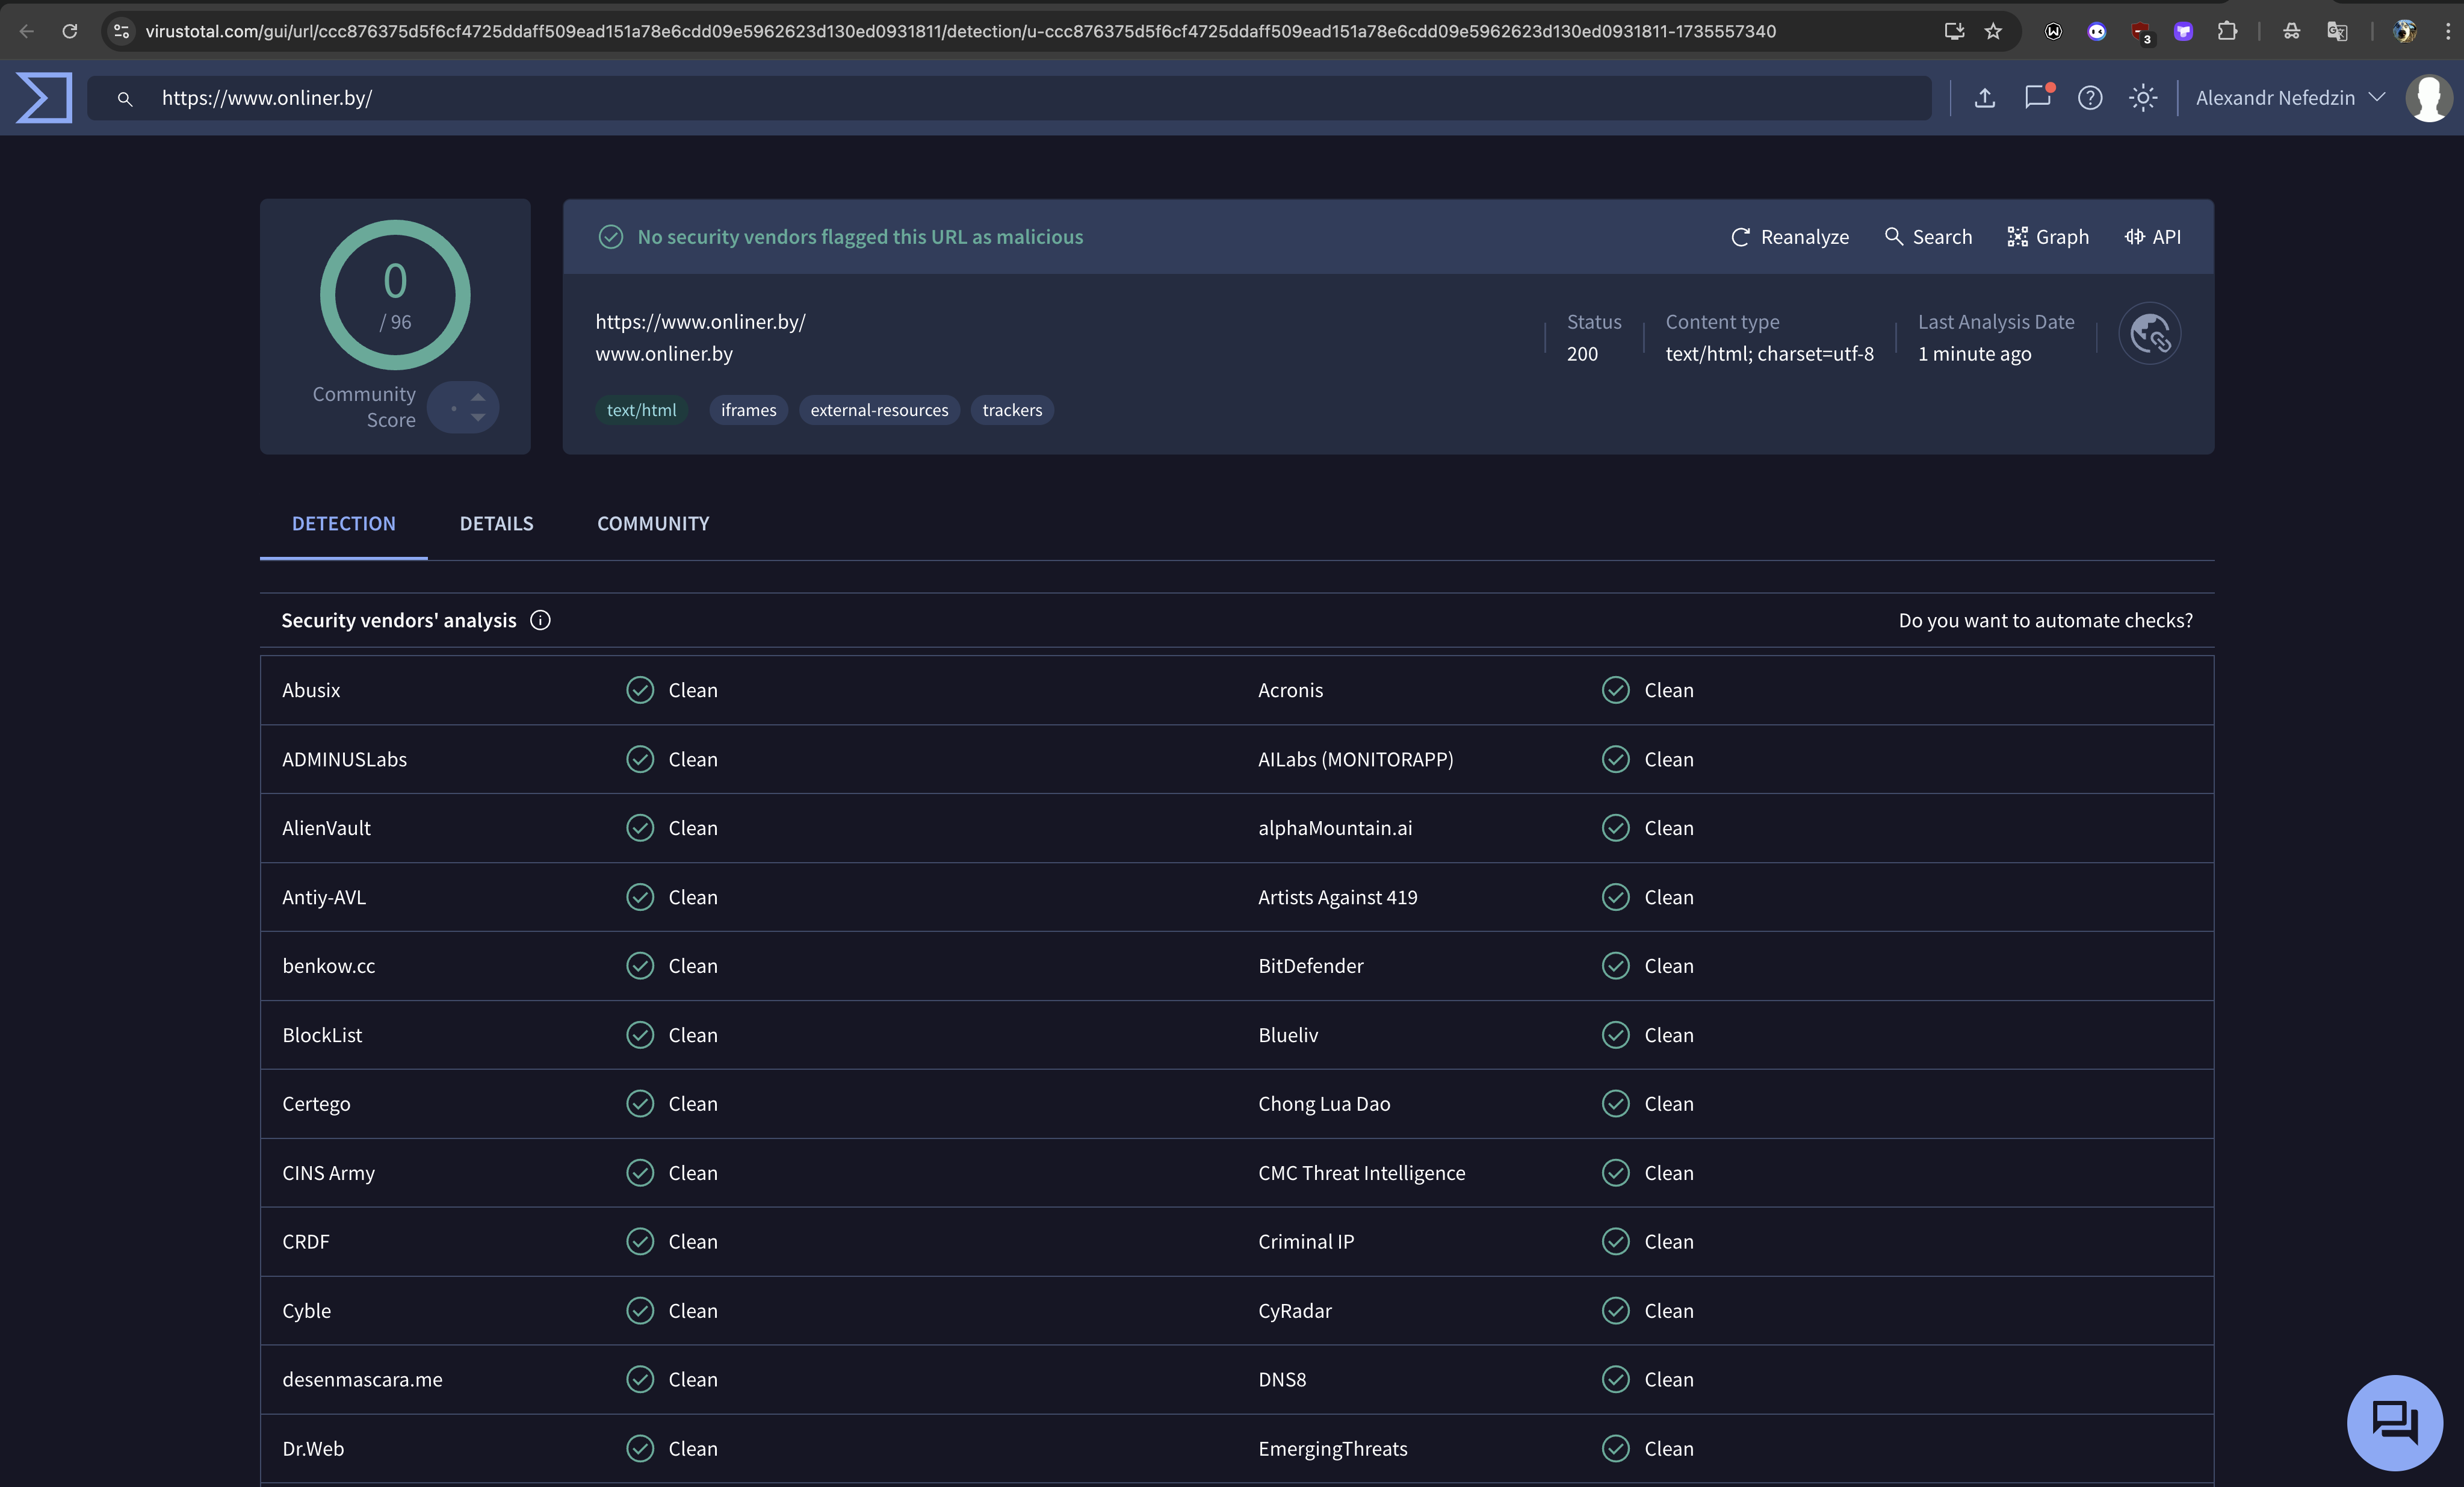 virustotal.com/gui/url/ccc876375d5f6cf4725ddaff509ead151a78e6cdd09e5962623d130ed0931811/detection/u-ccc876375d5f6cf4725ddaff509ead151a78e6cdd09e5962623d130ed0931811-1735557340
3
https://www.onliner.by/
Alexandr Nefedzin
0
/ 96
Community
Score
No security vendors flagged this URL as malicious
Reanalyze
Search
Graph
API
https://www.onliner.by/
www.onliner.by
Status
200
Content type
text/html; charset=utf-8
Last Analysis Date
1 minute ago
text/html
iframes
external-resources
trackers
DETECTION
DETAILS
COMMUNITY
Security vendors' analysis
Do you want to automate checks?
Abusix Clean Acronis Clean
ADMINUSLabs Clean AILabs (MONITORAPP) Clean
AlienVault Clean alphaMountain.ai Clean
Antiy-AVL Clean Artists Against 419 Clean
benkow.cc Clean BitDefender Clean
BlockList Clean Blueliv Clean
Certego Clean Chong Lua Dao Clean
CINS Army Clean CMC Threat Intelligence Clean
CRDF Clean Criminal IP Clean
Cyble Clean CyRadar Clean
desenmascara.me Clean DNS8 Clean
Dr.Web Clean EmergingThreats Clean